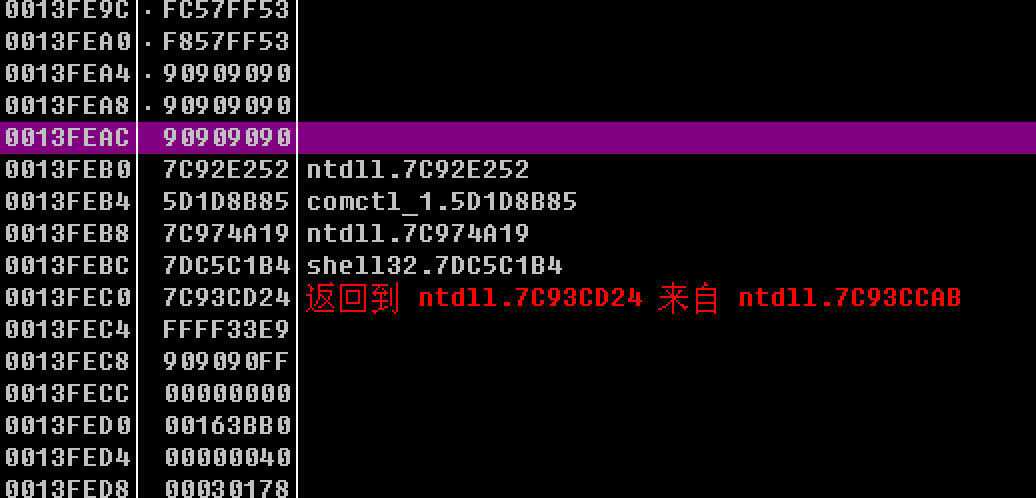 0013FE9C · FC57FF53
0013FEA0 · F857FF53
0013FEA4 · 90909090
0013FEA8 · 90909090
0013FEAC 90909090
0013FEB0 7C92E252 ntdll.7C92E252
0013FEB4 5D1D8B85 comctl_1.5D1D8B85
0013FEB8 7C974A19 ntdll.7C974A19
0013FEBC 7DC5C1B4 shell32.7DC5C1B4
0013FEC0 7C93CD24 返回到 ntdll.7C93CD24 来自 ntdll.7C93CCAB
0013FEC4 FFFF33E9
0013FEC8 909090FF
0013FECC 00000000
0013FED0 00163BB0
0013FED4 00000040
0013FED8 00030178